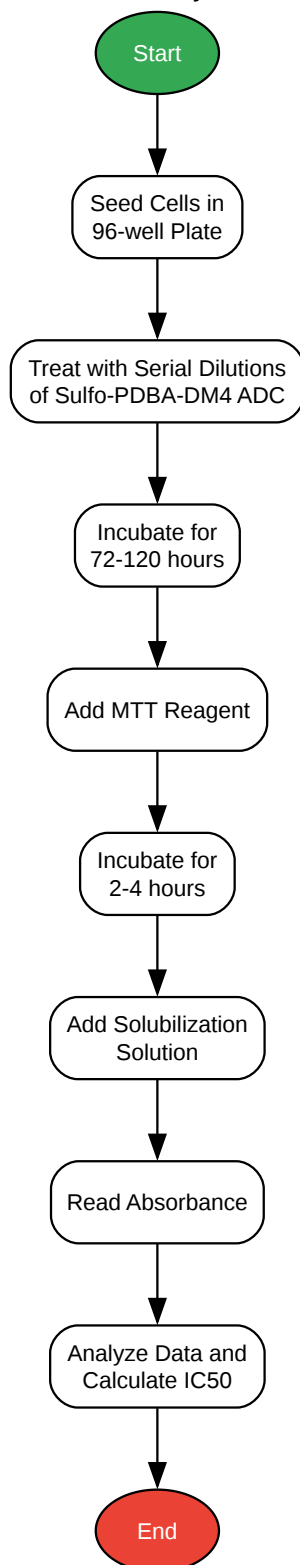 Start
Seed Cells in
96-well Plate
Treat with Serial Dilutions
of Sulfo-PDBA-DM4 ADC
Incubate for
72-120 hours
Add MTT Reagent
Incubate for
2-4 hours
Add Solubilization
Solution
Read Absorbance
Analyze Data and
Calculate IC50
End